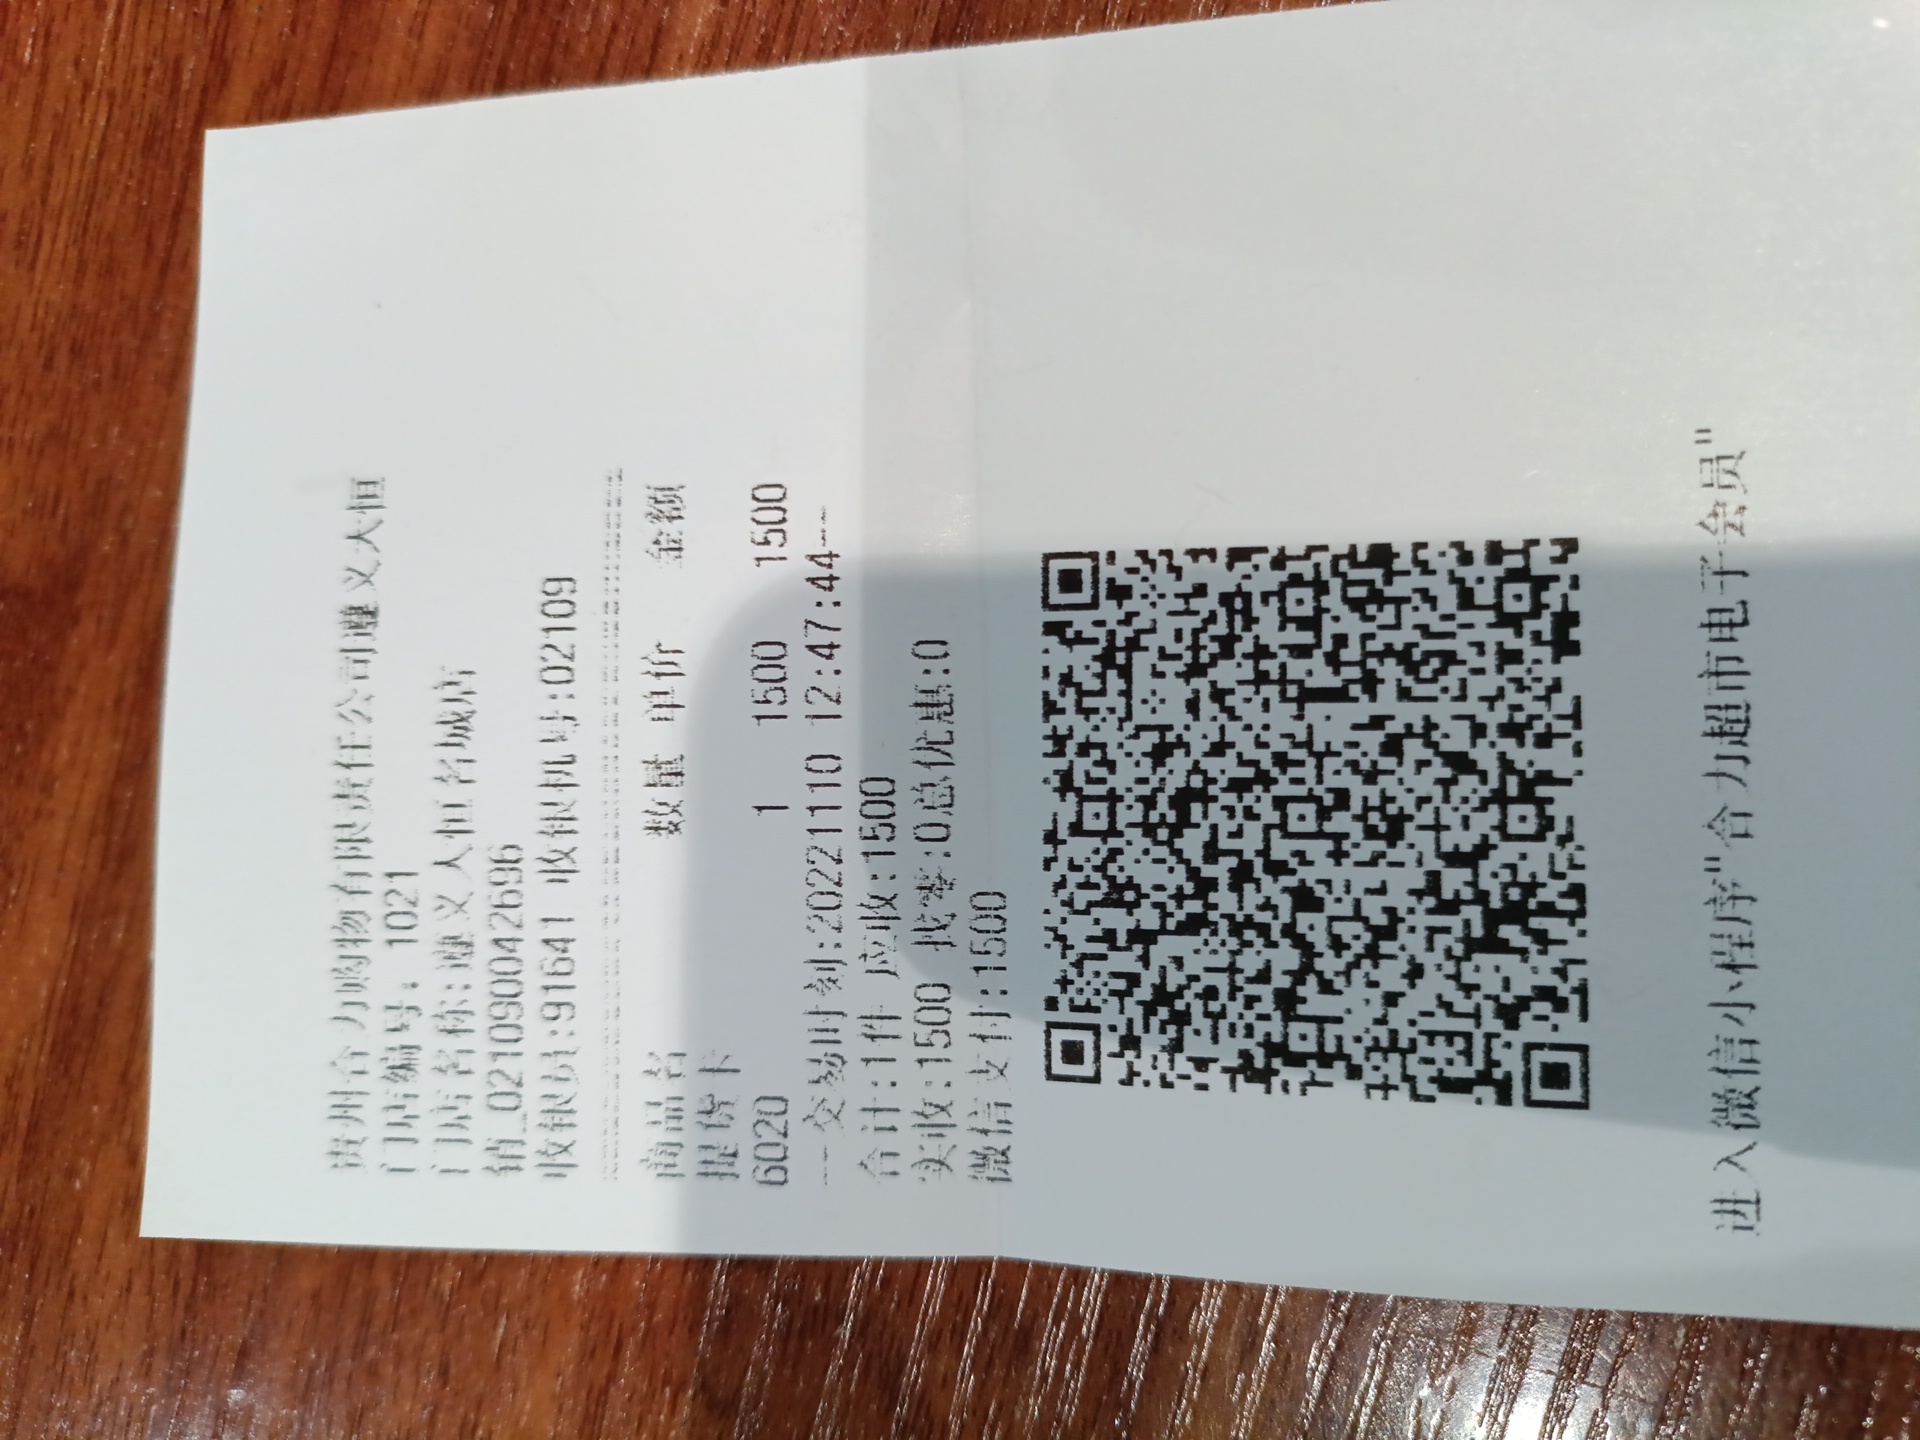 贵州合力购物有限责任公司遵义大恒
门店编号: 1021
门店名称:遵义大恒名城店
销_021090042696
收银员:91641 收银机号:02109
商品名 数量 单价 金额
提货卡
6020 1 1500 1500
---交易时刻:20221110 12:47:44---
合计:1件 应收:1500
实收:1500 找零:0总优惠:0
微信支付:1500
进入微信小程序"合力超市电子会员"